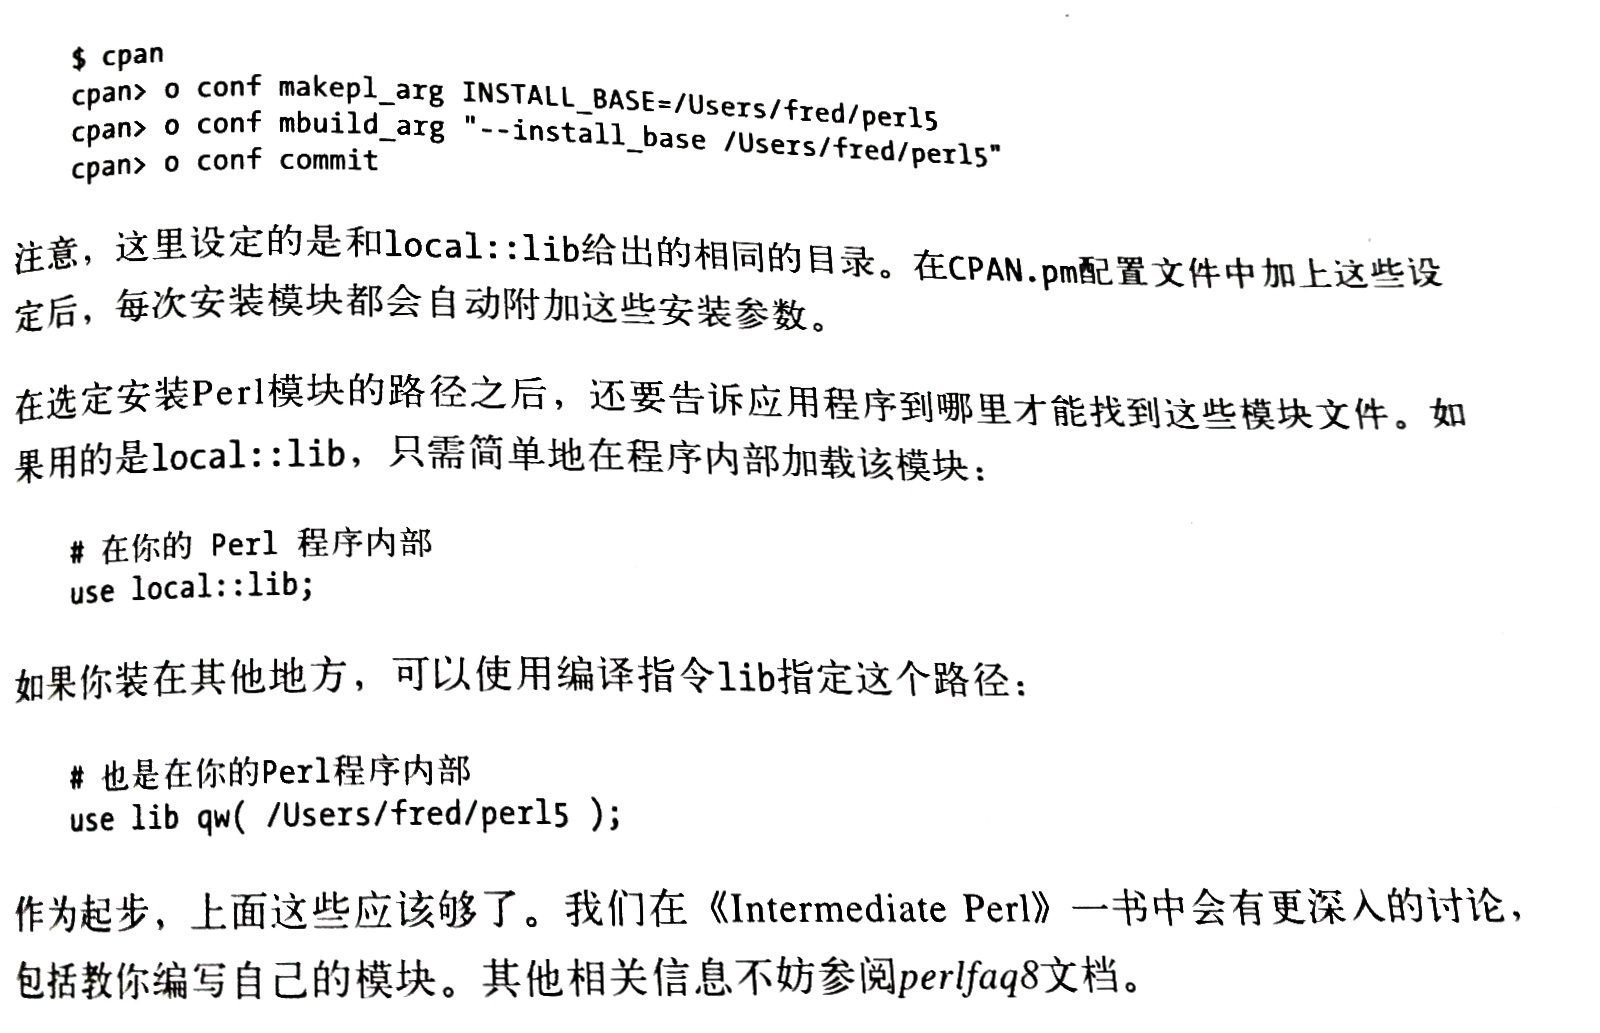 $ cpan
cpan> o conf makepl_arg INSTALL_BASE=/Users/fred/perl5
cpan> o conf mbuild_arg "--install_base /Users/fred/perl5"
cpan> o conf commit
注意，这里设定的是和local::lib给出的相同的目录。在CPAN.pm配置文件中加上这些设
定后，每次安装模块都会自动附加这些安装参数。
在选定安装Perl模块的路径之后，还要告诉应用程序到哪里才能找到这些模块文件。如
果用的是local::lib，只需简单地在程序内部加载该模块：
# 在你的 Perl 程序内部
use local::lib;
如果你装在其他地方，可以使用编译指令lib指定这个路径：
# 也是在你的Perl程序内部
use lib qw( /Users/fred/perl5 );
作为起步，上面这些应该够了。我们在《Intermediate Perl》一书中会有更深入的讨论，
包括教你编写自己的模块。其他相关信息不妨参阅perlfaq8文档。